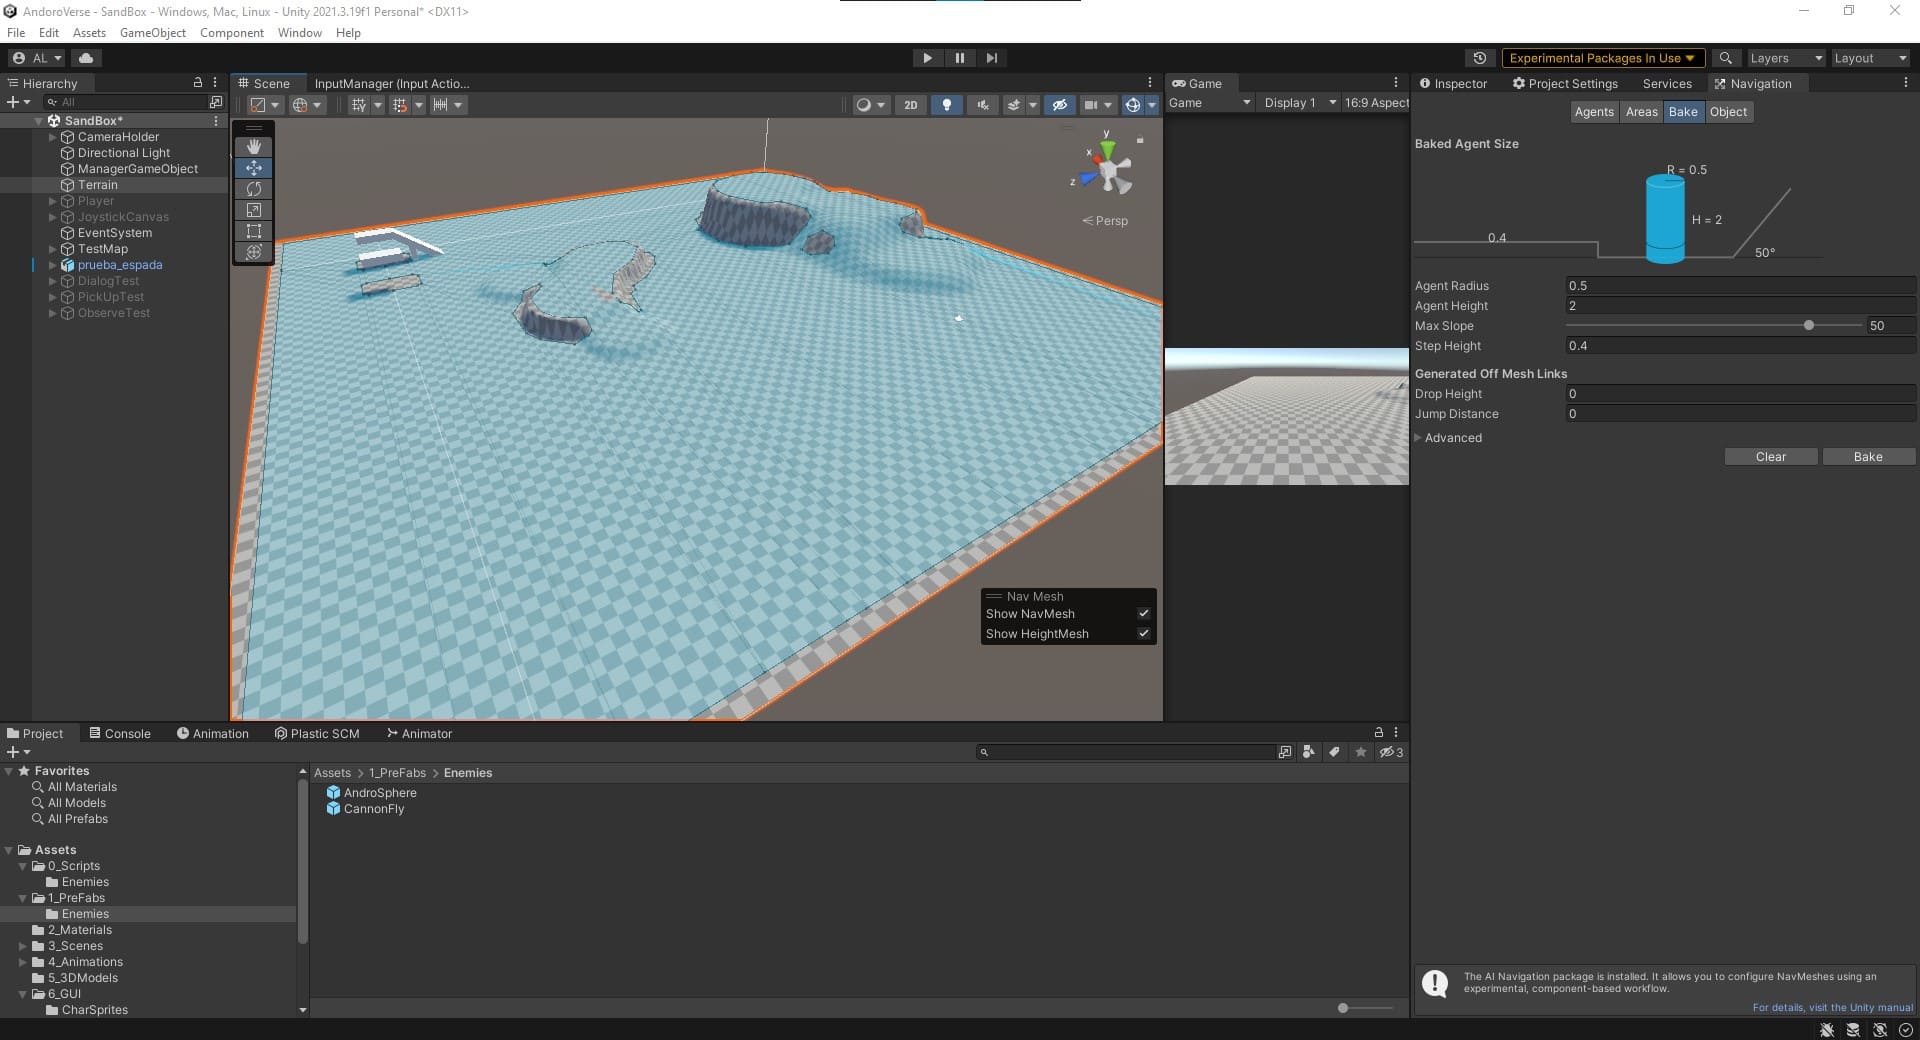 AndoroVerse - SandBox - Windows, Mac, Linux - Unity 2021.3.19f1 Personal* <DX11>
File Edit Assets GameObject Component Window Help
AL
Experimental Packages In Use
Layers
Layout
Hierarchy
All
SandBox*
CameraHolder
Directional Light
ManagerGameObject
Terrain
Player
JoystickCanvas
EventSystem
TestMap
prueba_espada
DialogTest
PickUpTest
ObserveTest
Scene
InputManager (Input Actio...
2D
y
x
z
Persp
Nav Mesh
Show NavMesh
Show HeightMesh
Game
Game
Display 1
16:9 Aspect
Inspector
Project Settings
Services
Navigation
Agents Areas Bake Object
Baked Agent Size
R = 0.5
H = 2
0.4
50°
Agent Radius 0.5
Agent Height 2
Max Slope 50
Step Height 0.4
Generated Off Mesh Links
Drop Height 0
Jump Distance 0
Advanced
Clear
Bake
The AI Navigation package is installed. It allows you to configure NavMeshes using an
experimental, component-based workflow.
For details, visit the Unity manual
Project
Console
Animation
Plastic SCM
Animator
3
Favorites
All Materials
All Models
All Prefabs
Assets
0_Scripts
Enemies
1_PreFabs
Enemies
2_Materials
3_Scenes
4_Animations
5_3DModels
6_GUI
CharSprites
Assets > 1_PreFabs > Enemies
AndroSphere
CannonFly